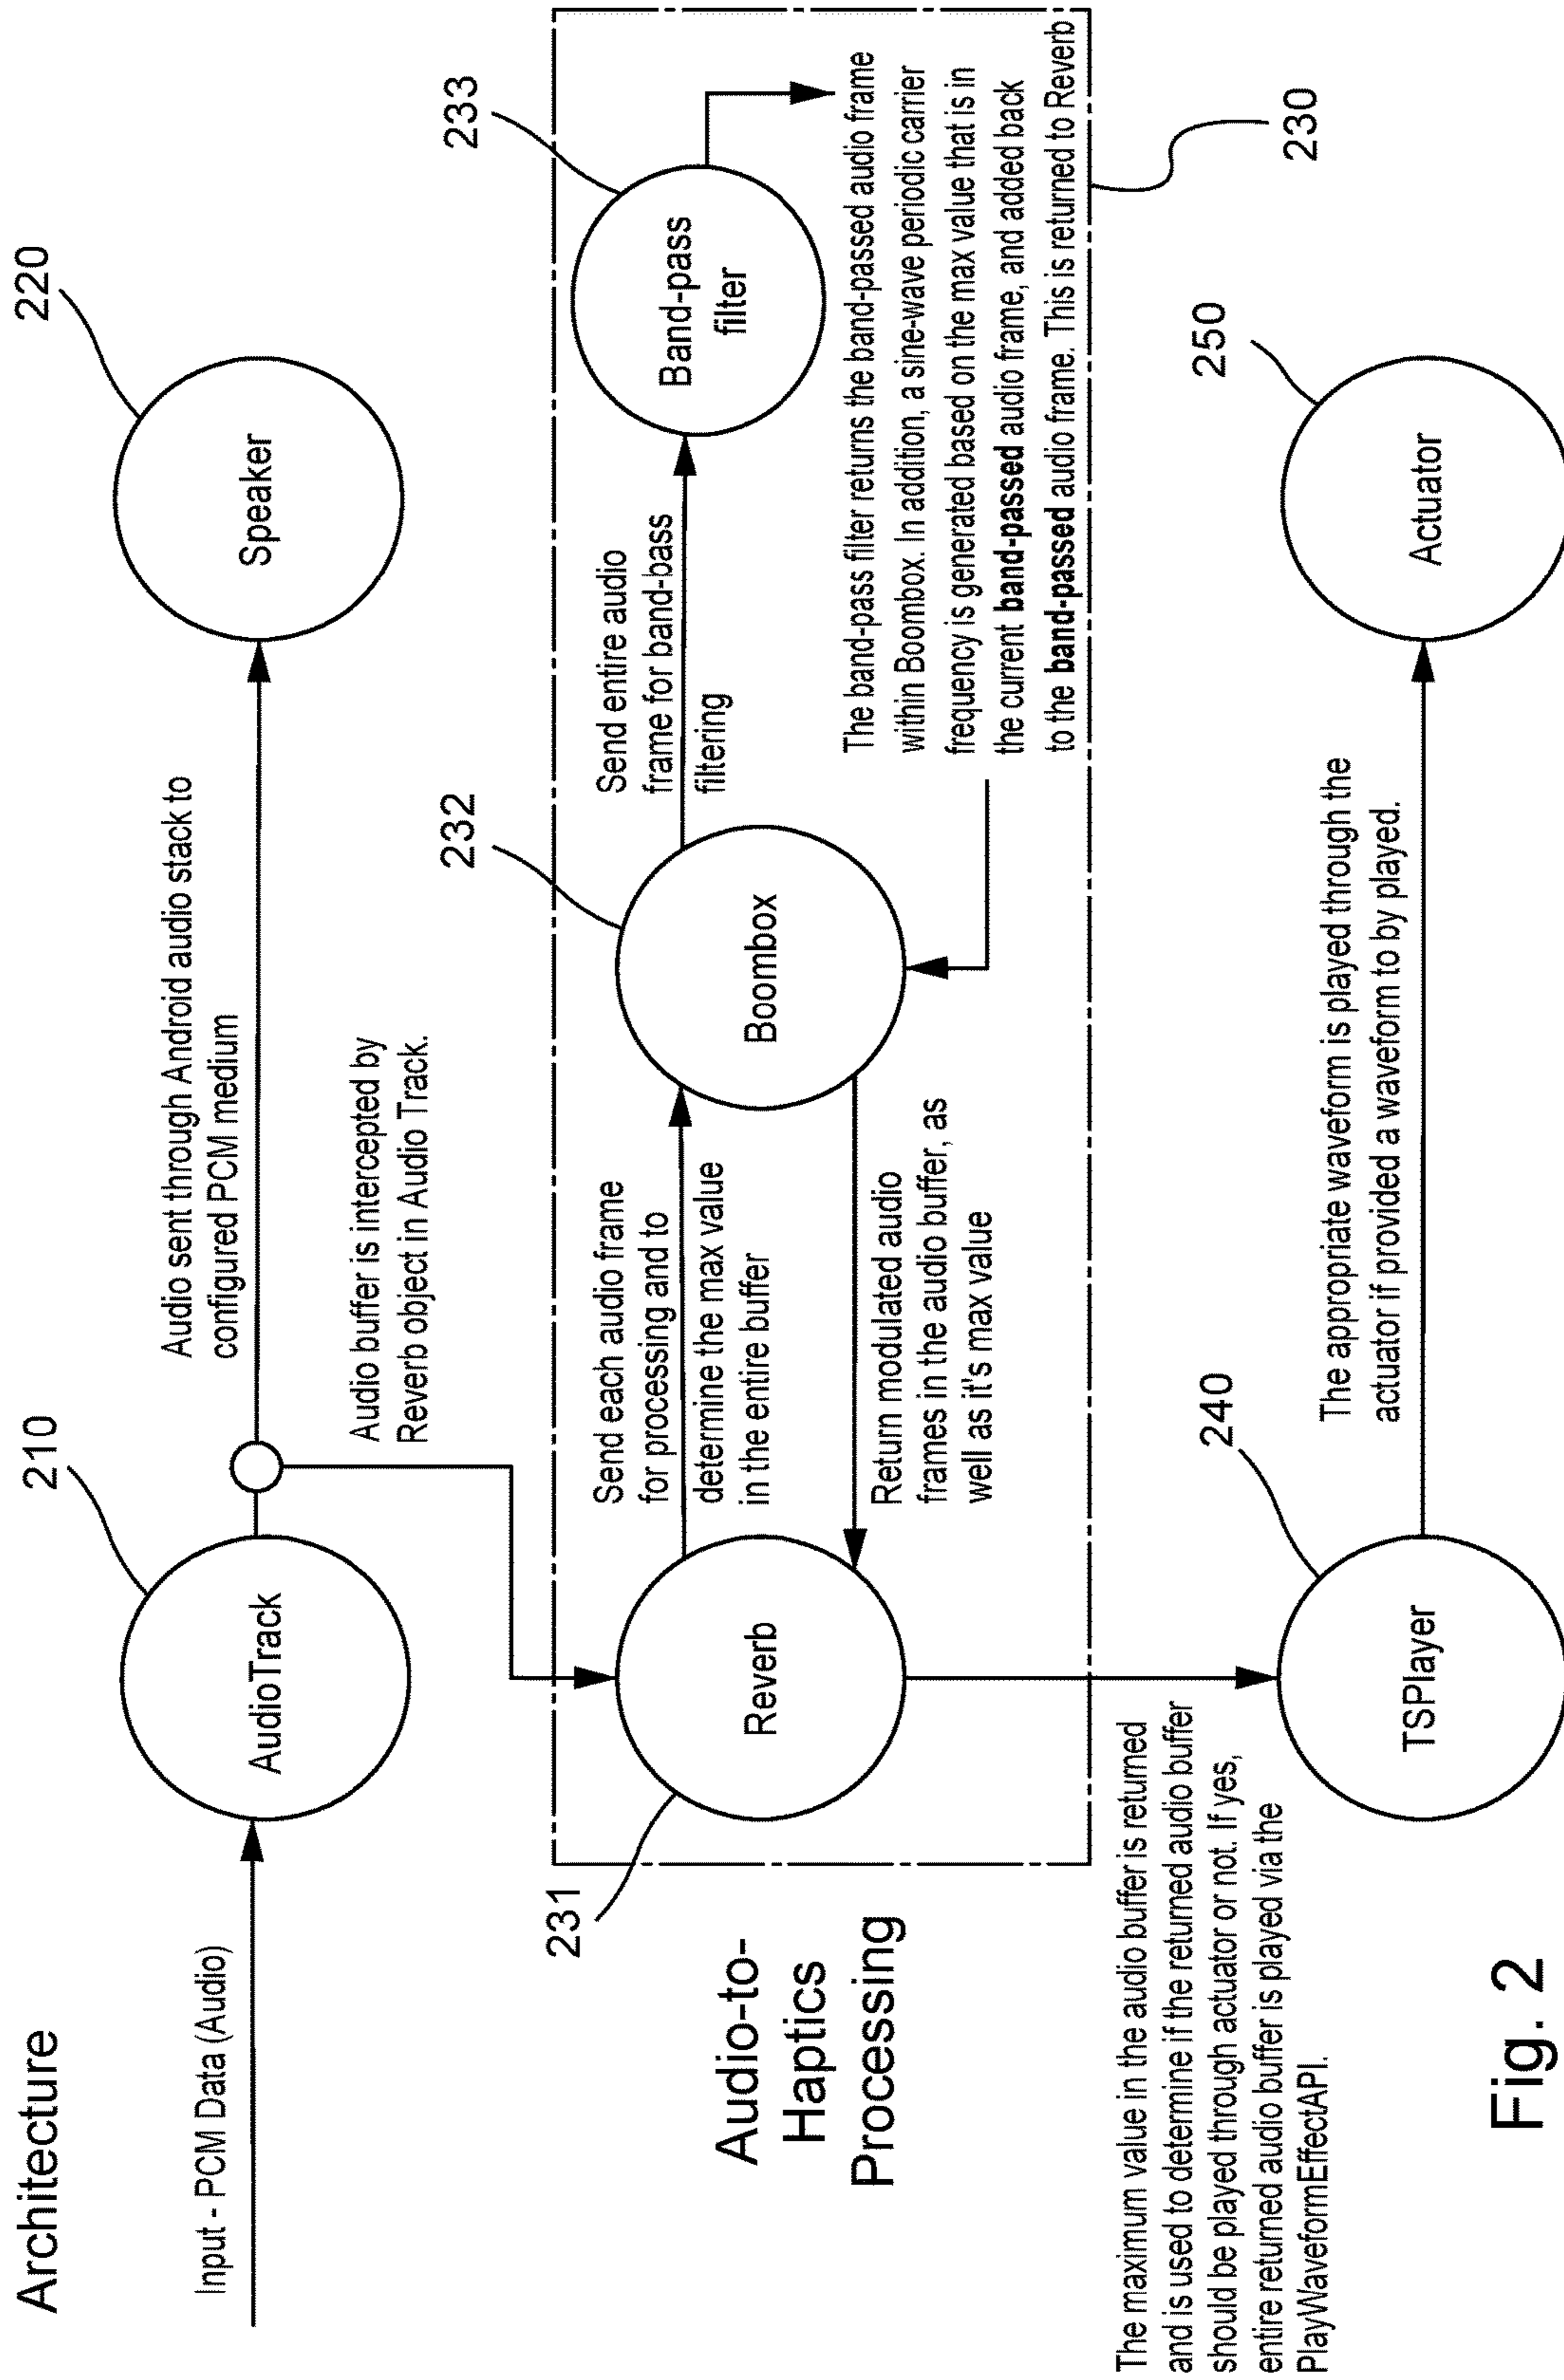 Architecture
Input - PCM Data (Audio)
210
AudioTrack
Audio sent through Android audio stack to
configured PCM medium
220
Speaker
Audio buffer is intercepted by
Reverb object in Audio Track.
Audio-to-
Haptics
Processing
231
Reverb
Send each audio frame
for processing and to
determine the max value
in the entire buffer
Return modulated audio
frames in the audio buffer, as
well as it's max value
232
Boombox
Send entire audio
frame for band-bass
filtering
233
Band-pass
filter
The band-pass filter returns the band-passed audio frame
within Boombox. In addition, a sine-wave periodic carrier
frequency is generated based on the max value that is in
the current band-passed audio frame, and added back
to the band-passed audio frame. This is returned to Reverb
230
The maximum value in the audio buffer is returned
and is used to determine if the returned audio buffer
should be played through actuator or not. If yes,
entire returned audio buffer is played via the
PlayWaveformEffectAPI.
240
TSPlayer
The appropriate waveform is played through the
actuator if provided a waveform to by played.
250
Actuator
Fig. 2